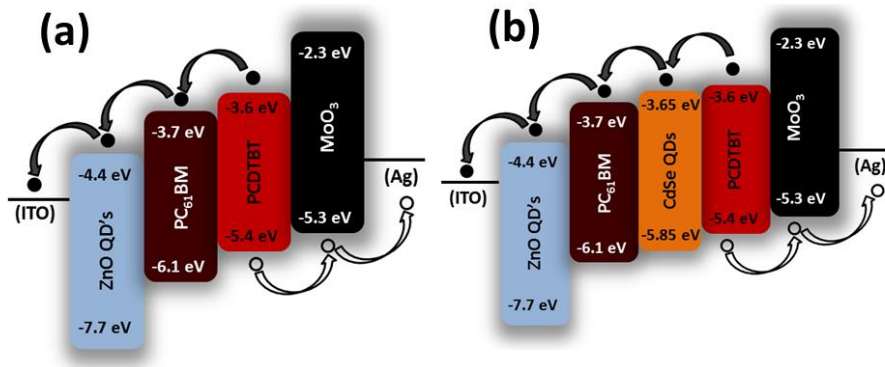 (a)
-2.3 eV
MoO₃
-5.3 eV
-3.6 eV
PCDTBT
-5.4 eV
-3.7 eV
PC₆₁BM
-6.1 eV
-4.4 eV
ZnO QD's
-7.7 eV
(ITO)
(Ag)
(b)
-2.3 eV
MoO₃
-5.3 eV
-3.6 eV
PCDTBT
-5.4 eV
-3.65 eV
CdSe QDs
-5.85 eV
-3.7 eV
PC₆₁BM
-6.1 eV
-4.4 eV
ZnO QD's
-7.7 eV
(ITO)
(Ag)